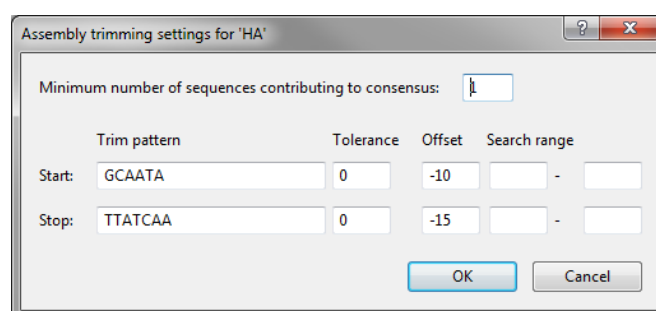 Assembly trimming settings for 'HA'
?
Minimum number of sequences contributing to consensus: 1
Trim pattern Tolerance Offset Search range
Start: GCAATA 0 -10 -
Stop: TTATCAA 0 -15 -
OK Cancel